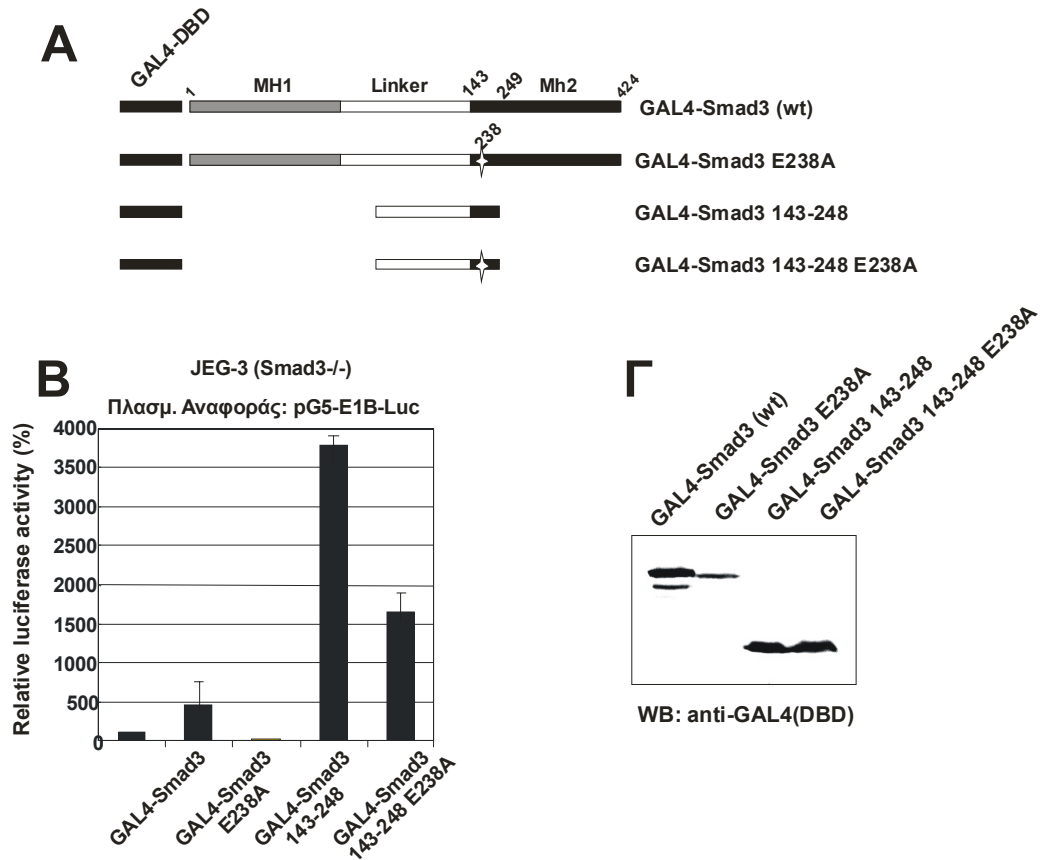 A
GAL4-DBD
1
MH1
Linker
143
249
Mh2
424
GAL4-Smad3 (wt)
238
GAL4-Smad3 E238A
GAL4-Smad3 143-248
GAL4-Smad3 143-248 E238A
B
JEG-3 (Smad3-/-)
Πλασμ. Αναφοράς: pG5-E1B-Luc
Relative luciferase activity (%)
4000
3500
3000
2500
2000
1500
1000
500
0
GAL4-Smad3
GAL4-Smad3
E238A
GAL4-Smad3
143-248
GAL4-Smad3
143-248 E238A
Γ
GAL4-Smad3 (wt)
GAL4-Smad3 E238A
GAL4-Smad3 143-248
GAL4-Smad3 143-248 E238A
WB: anti-GAL4(DBD)